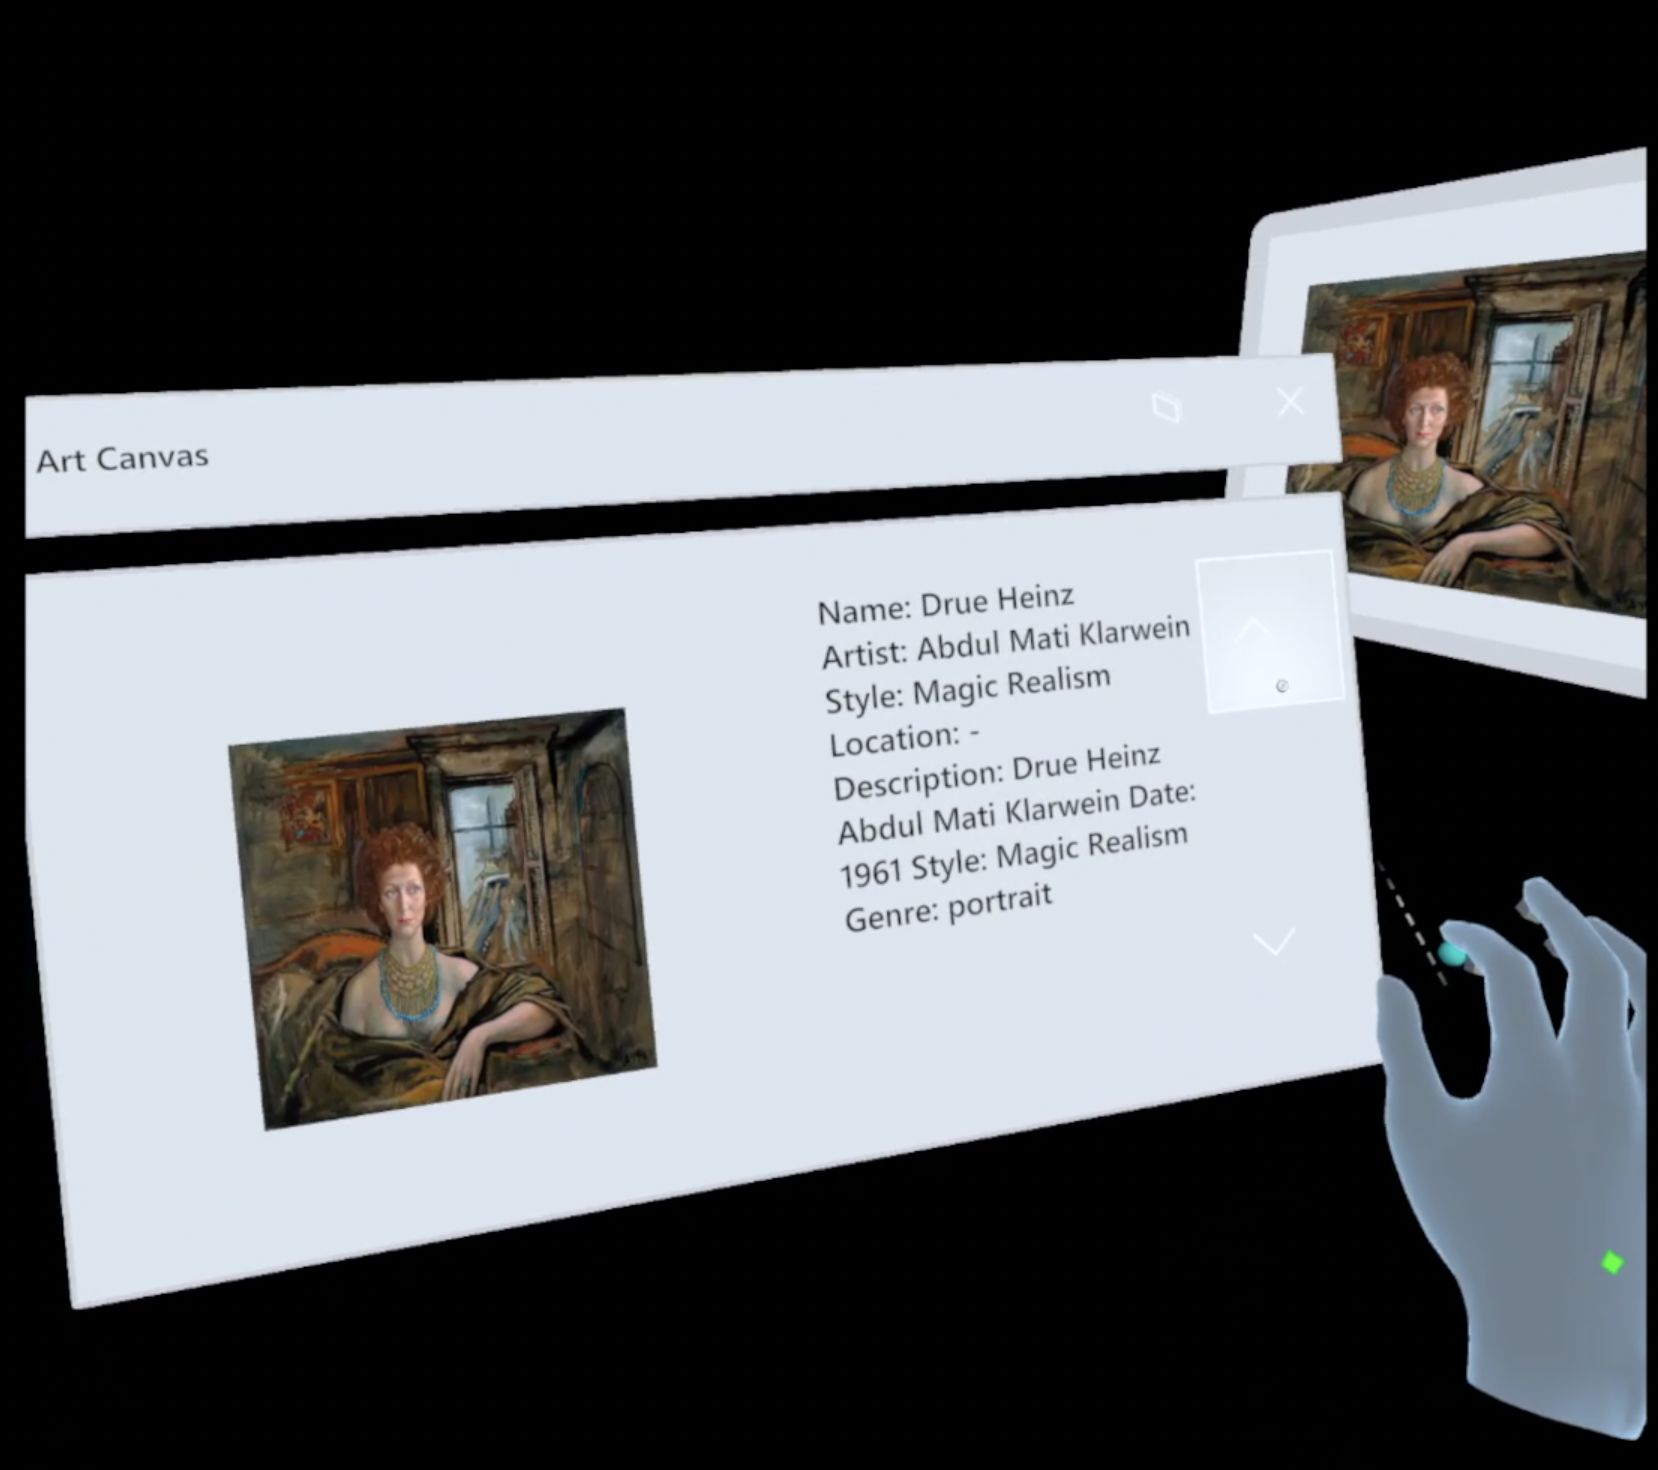 Art Canvas
Name: Drue Heinz
Artist: Abdul Mati Klarwein
Style: Magic Realism
Location: -
Description: Drue Heinz
Abdul Mati Klarwein Date:
1961 Style: Magic Realism
Genre: portrait